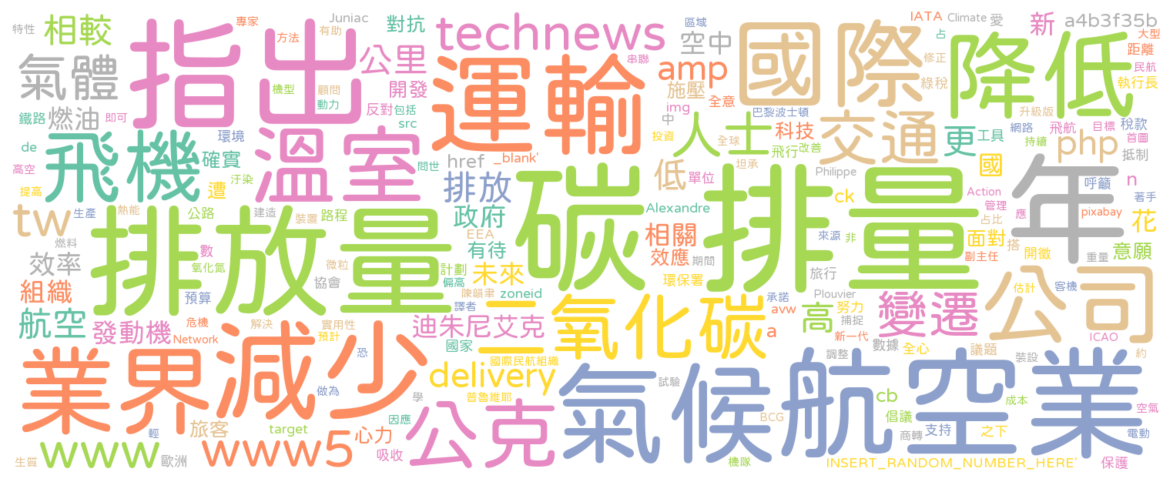 特性
專家
Juniac
有助
對抗
相較
指出
technews
空中
IATA
Climate
愛
新
a4b3f35b
占
大型
國際
降低
距離
區域
修正
民航
綠稅
執行長
方法
串聯
氣體
公里
開發
運輸
amp
施壓
全意
機型
顧問
動力
反對
包括
src
img
中
巴黎
波士頓
升級版
鐵路
燃油
即可
環境
飛機
溫室
確實
de
高空
汙染
問世
_blank'
href
投資
人士
科技
全球
飛行
改善
交通
更
工具
網路
飛航
目標
稅款
首圖
持續
php
抵制
提高
遭
排放
低
單位
坦承
Philippe
國
呼籲
n
年
tw
生產
公路
熱能
建造
裝置
路程
政府
Alexandre
碳排量
ck
Action
管理
著手
pixabay
花
燃料
排放量
EEA
有待
相關
來源
非
占比
應
搭
面對
開徵
副主任
意願
效率
數
氧化氮
微粒
計劃
效應
期間
旅行
重量
組織
預算
協會
陳韻聿
偏高
未來
zoneid
環保署
承諾
Plouvier
估計
客機
公司
航空
發動機
譯者
二氧化碳
avw
努力
捕捉
高
變遷
危機
解決
實用性
迪朱尼艾克
a
新一代
ICAO
約
業界
減少
Network
預計
國家
國際民航組織
調整
數據
全心
議題
裝設
恐
delivery
普魯維耶
氣候
航空業
試驗
做為
學
BCG
cb
成本
空氣
倡議
旅客
因應
公克
輕
target
心力
www
www5
商轉
支持
之下
電動
生質
歐洲
吸收
機隊
INSERT_RANDOM_NUMBER_HERE'
保護